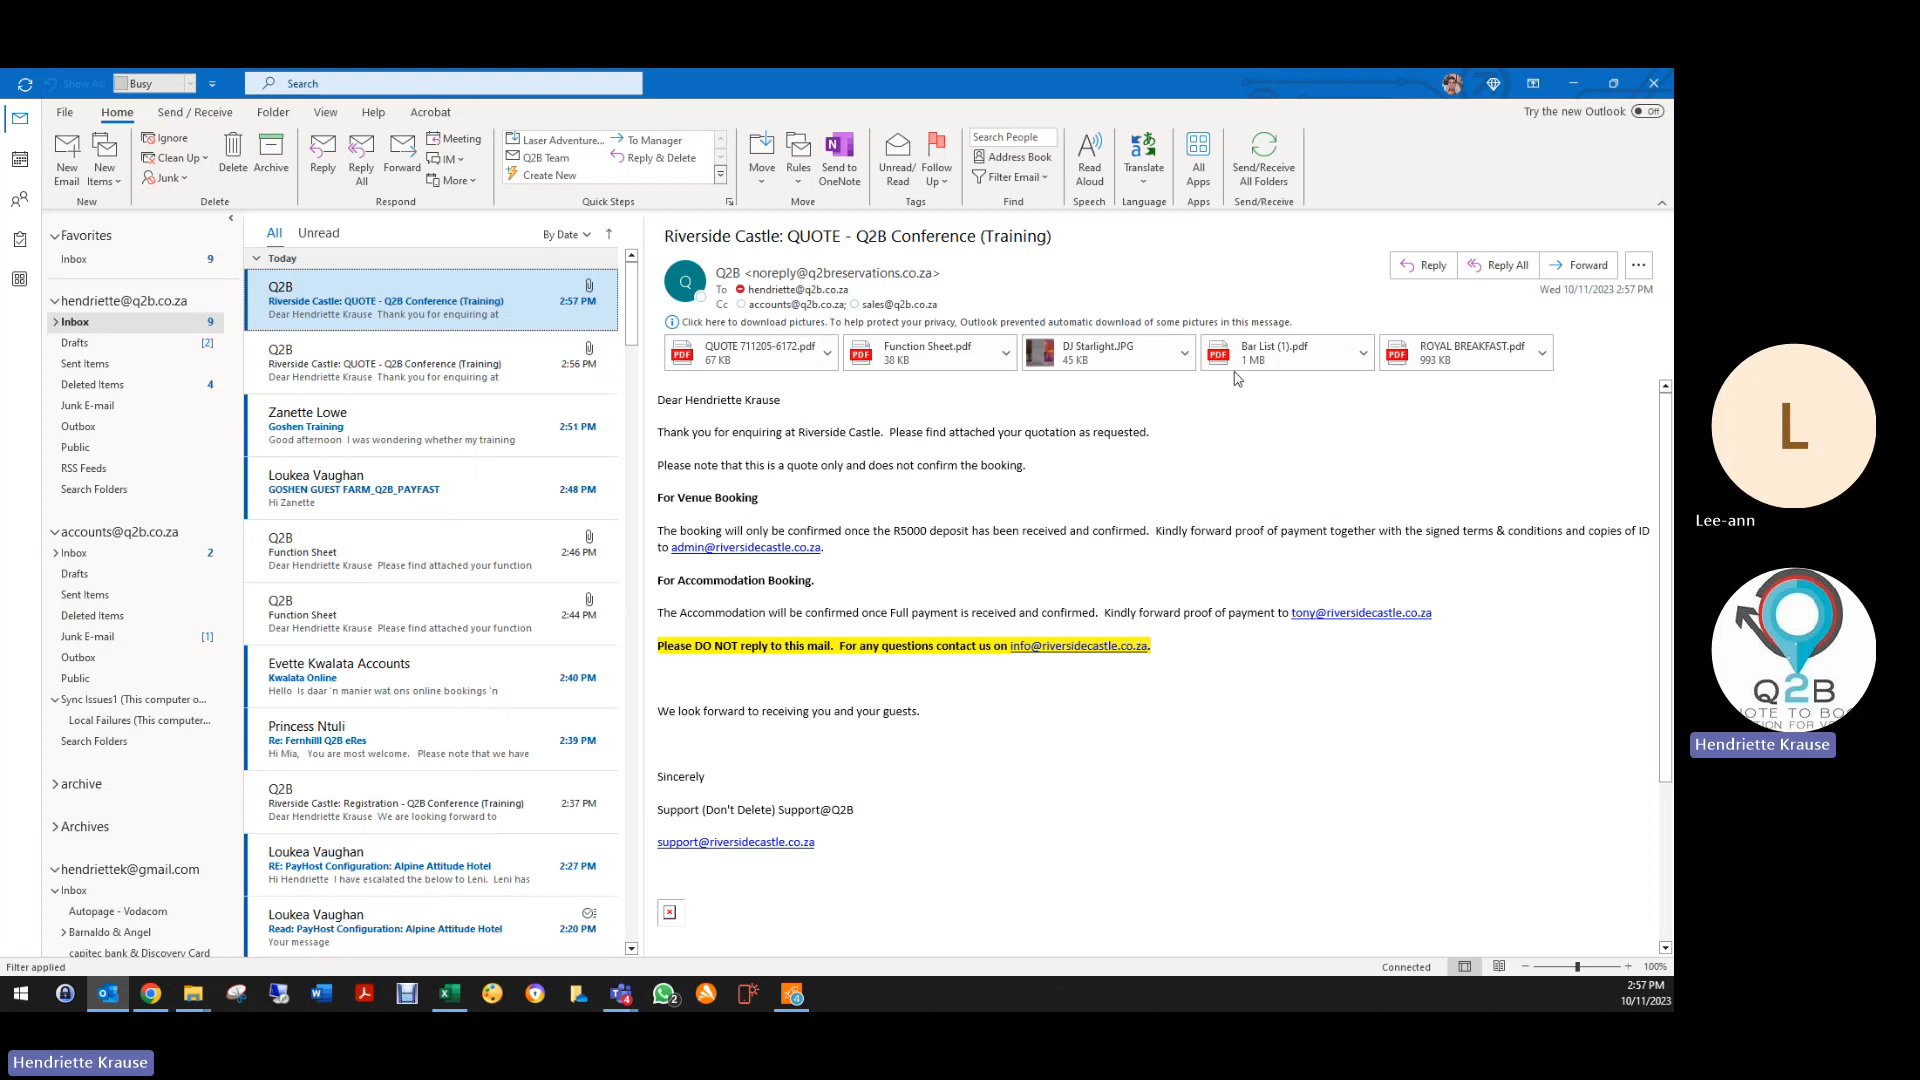 Show As
Busy
Search
File
Home
Send / Receive
Folder
View
Help
Acrobat
Try the new Outlook
Off
New
Email
New
Items
New
Ignore
Clean Up
Junk
Delete
Archive
Delete
Reply
Reply
All
Forward
Meeting
IM
More
Respond
Laser Adventure...
To Manager
Q2B Team
Reply & Delete
Create New
Quick Steps
Move
Rules
Send to
OneNote
Move
Unread/
Read
Follow
Up
Tags
Search People
Address Book
Filter Email
Find
Read
Aloud
Speech
Translate
Language
All
Apps
Apps
Send/Receive
All Folders
Send/Receive
Favorites
Inbox 9
hendriette@q2b.co.za
Inbox 9
Drafts [2]
Sent Items
Deleted Items 4
Junk E-mail
Outbox
Public
RSS Feeds
Search Folders
accounts@q2b.co.za
Inbox 2
Drafts
Sent Items
Deleted Items
Junk E-mail [1]
Outbox
Public
Sync Issues1 (This computer o...
Local Failures (This computer...
Search Folders
archive
Archives
hendriettek@gmail.com
Inbox
Autopage - Vodacom
Barnaldo & Angel
capitec bank & Discovery Card
All Unread By Date
Today
Q2B
Riverside Castle: QUOTE - Q2B Conference (Training) 2:57 PM
Dear Hendriette Krause Thank you for enquiring at
Q2B
Riverside Castle: QUOTE - Q2B Conference (Training) 2:56 PM
Dear Hendriette Krause Thank you for enquiring at
Zanette Lowe
Goshen Training 2:51 PM
Good afternoon I was wondering whether my training
Loukea Vaughan
GOSHEN GUEST FARM_Q2B_PAYFAST 2:48 PM
Hi Zanette
Q2B
Function Sheet 2:46 PM
Dear Hendriette Krause Please find attached your function
Q2B
Function Sheet 2:44 PM
Dear Hendriette Krause Please find attached your function
Evette Kwalata Accounts
Kwalata Online 2:40 PM
Hello Is daar 'n manier wat ons online bookings 'n
Princess Ntuli
Re: Fernhilll Q2B eRes 2:39 PM
Hi Mia, You are most welcome. Please note that we have
Q2B
Riverside Castle: Registration - Q2B Conference (Training) 2:37 PM
Dear Hendriette Krause We are looking forward to
Loukea Vaughan
RE: PayHost Configuration: Alpine Attitude Hotel 2:27 PM
Hi Hendriette I have escalated the below to Leni. Leni has
Loukea Vaughan
Read: PayHost Configuration: Alpine Attitude Hotel 2:20 PM
Your message
Riverside Castle: QUOTE - Q2B Conference (Training)
Q
Q2B <noreply@q2breservations.co.za>
To hendriette@q2b.co.za
Cc accounts@q2b.co.za; sales@q2b.co.za
Reply
Reply All
Forward
Wed 10/11/2023 2:57 PM
Click here to download pictures. To help protect your privacy, Outlook prevented automatic download of some pictures in this message.
PDF QUOTE 711205-6172.pdf
67 KB
PDF Function Sheet.pdf
38 KB
DJ Starlight.JPG
45 KB
PDF Bar List (1).pdf
1 MB
PDF ROYAL BREAKFAST.pdf
993 KB
Dear Hendriette Krause
Thank you for enquiring at Riverside Castle. Please find attached your quotation as requested.
Please note that this is a quote only and does not confirm the booking.
For Venue Booking
The booking will only be confirmed once the R5000 deposit has been received and confirmed. Kindly forward proof of payment together with the signed terms & conditions and copies of ID
to admin@riversidecastle.co.za.
For Accommodation Booking.
The Accommodation will be confirmed once Full payment is received and confirmed. Kindly forward proof of payment to tony@riversidecastle.co.za
Please DO NOT reply to this mail. For any questions contact us on info@riversidecastle.co.za.
We look forward to receiving you and your guests.
Sincerely
Support (Don't Delete) Support@Q2B
support@riversidecastle.co.za
Filter applied
Connected
100%
2:57 PM
10/11/2023
L
Lee-ann
Q2B
Hendriette Krause
Hendriette Krause